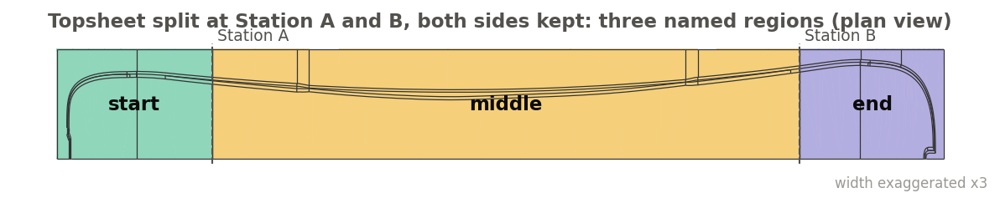 Topsheet split at Station A and B, both sides kept: three named regions (plan view)
Station A
Station B
start
middle
end
width exaggerated x3